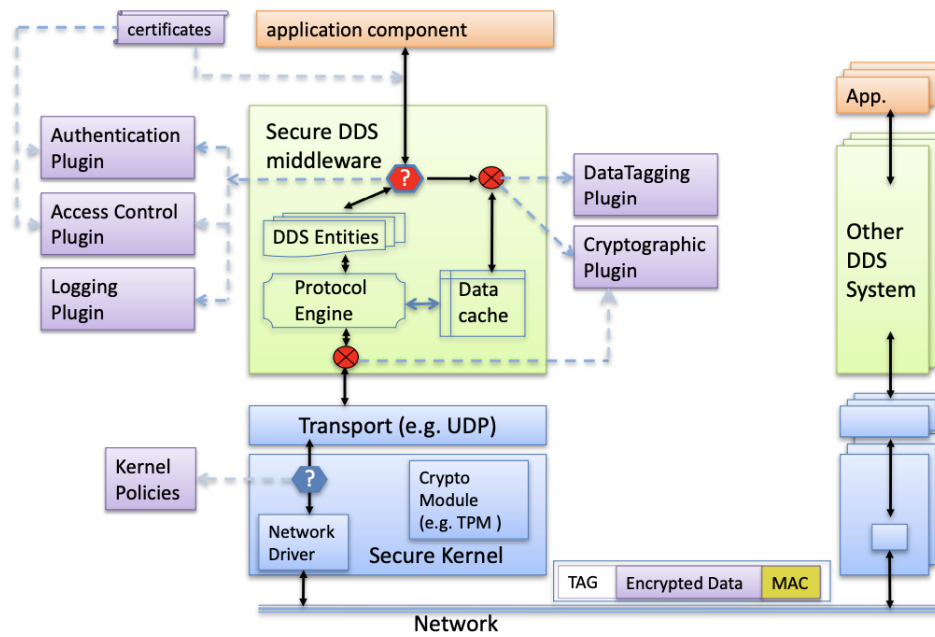 certificates
application component
App.
Authentication
Plugin
Secure DDS
middleware
?
DataTagging
Plugin
Access Control
Plugin
DDS Entities
Cryptographic
Plugin
Other
DDS
System
Logging
Plugin
Protocol
Engine
Data
cache
Transport (e.g. UDP)
Kernel
Policies
?
Crypto
Module
(e.g. TPM )
Network
Driver
Secure Kernel
TAG
Encrypted Data
MAC
Network